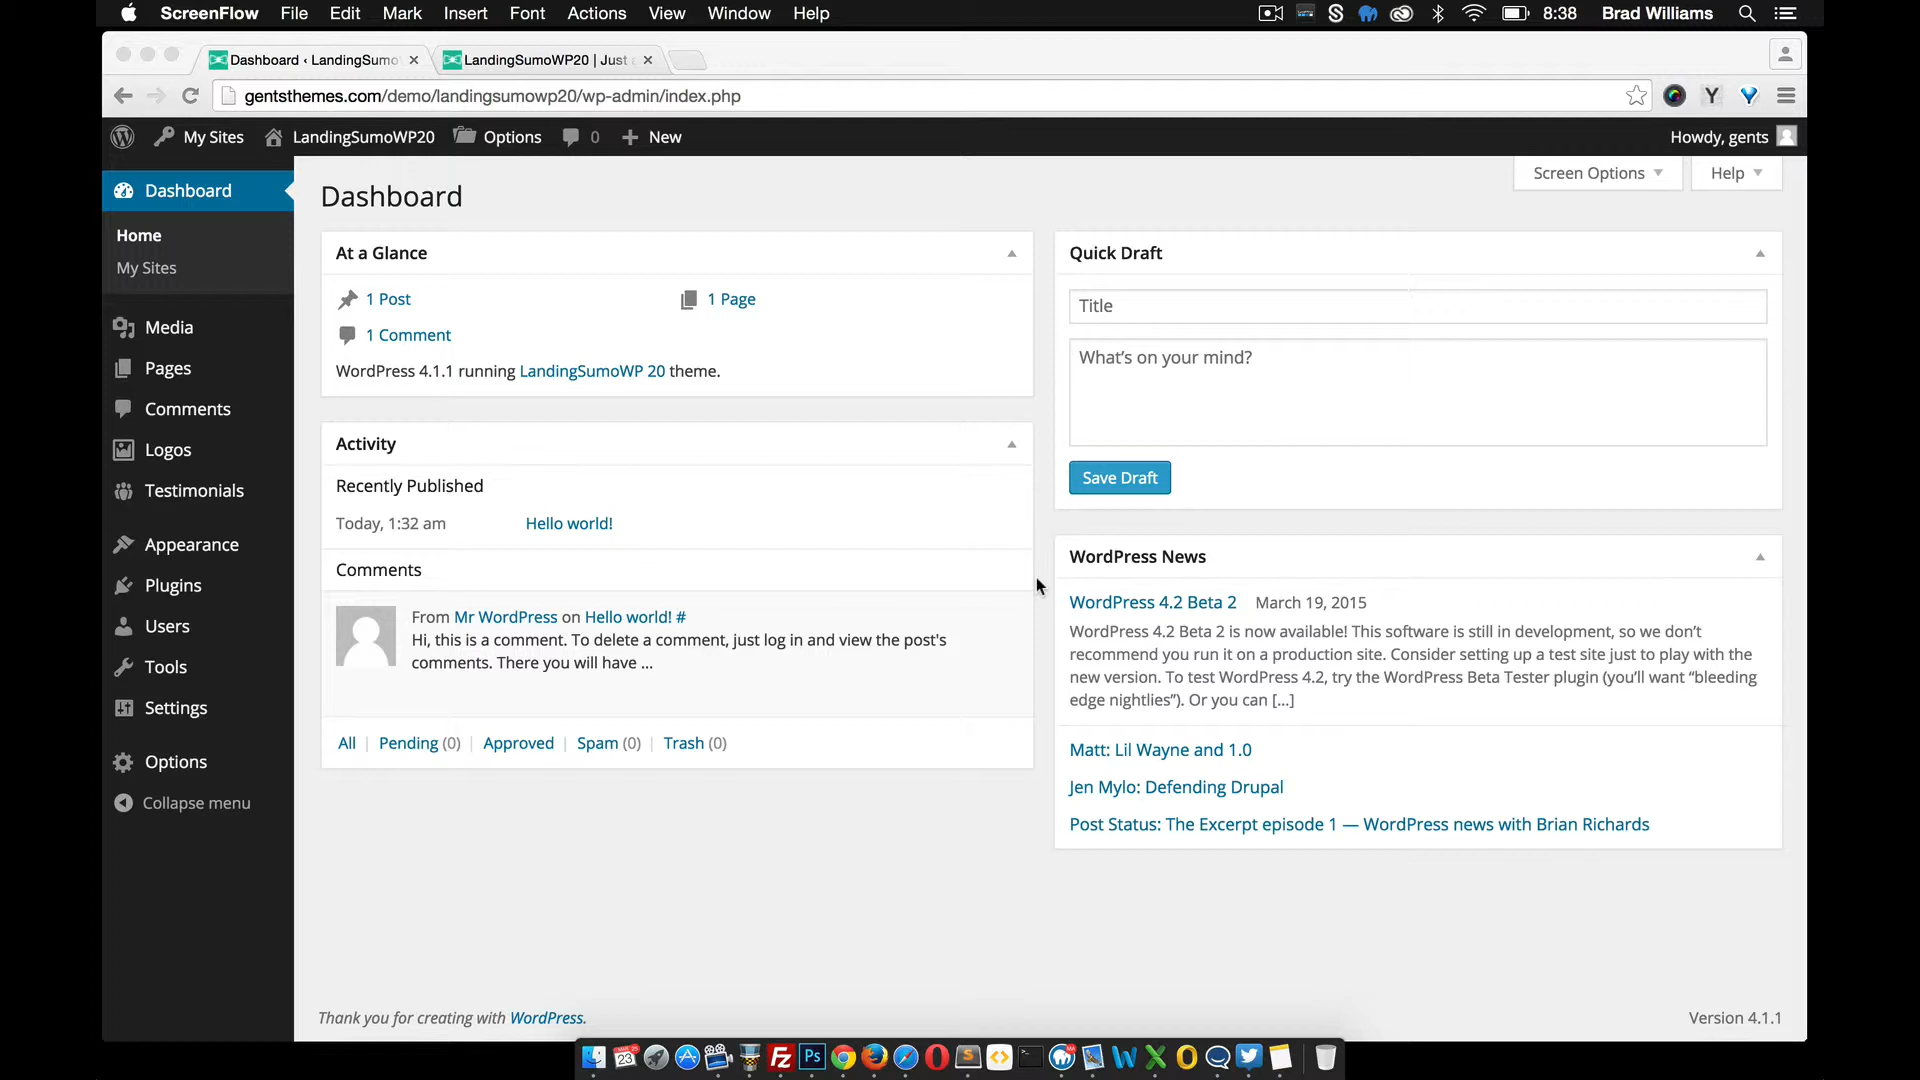 ScreenFlow File Edit Mark Insert Font Actions View Window Help 8:38 Brad Williams
Dashboard ‹ LandingSumo LandingSumoWP20 | Just
gentsthemes.com/demo/landingsumowp20/wp-admin/index.php
My Sites LandingSumoWP20 Options 0 New Howdy, gents
Dashboard
Home
My Sites
Media
Pages
Comments
Logos
Testimonials
Appearance
Plugins
Users
Tools
Settings
Options
Collapse menu
Screen Options Help
Dashboard
At a Glance
1 Post 1 Page
1 Comment
WordPress 4.1.1 running LandingSumoWP 20 theme.
Activity
Recently Published
Today, 1:32 am Hello world!
Comments
From Mr WordPress on Hello world! #
Hi, this is a comment. To delete a comment, just log in and view the post's
comments. There you will have ...
All | Pending (0) | Approved | Spam (0) | Trash (0)
Quick Draft
Title
What's on your mind?
Save Draft
WordPress News
WordPress 4.2 Beta 2 March 19, 2015
WordPress 4.2 Beta 2 is now available! This software is still in development, so we don't
recommend you run it on a production site. Consider setting up a test site just to play with the
new version. To test WordPress 4.2, try the WordPress Beta Tester plugin (you'll want “bleeding
edge nightlies”). Or you can [...]
Matt: Lil Wayne and 1.0
Jen Mylo: Defending Drupal
Post Status: The Excerpt episode 1 — WordPress news with Brian Richards
Thank you for creating with WordPress. Version 4.1.1
23 Fz Ps